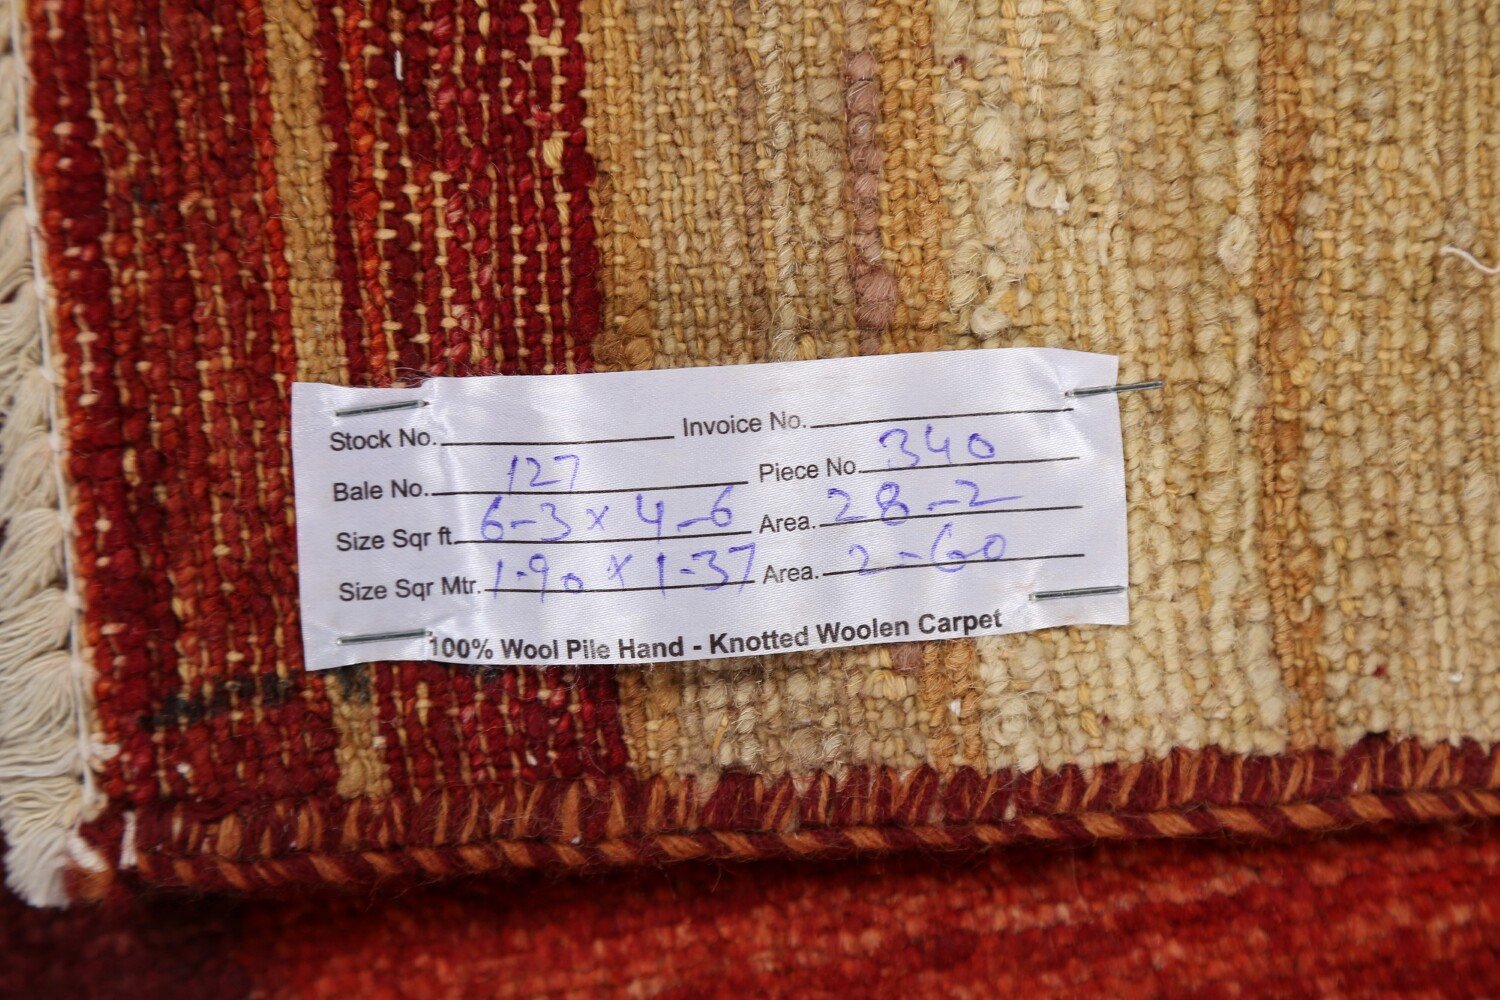 Stock No. Invoice No.
Bale No. 127 Piece No. 340
Size Sqr ft. 6-3 x 4-6 Area. 28-2
Size Sqr Mtr. 1.90 x 1-37 Area. 2-60
100% Wool Pile Hand - Knotted Woolen Carpet